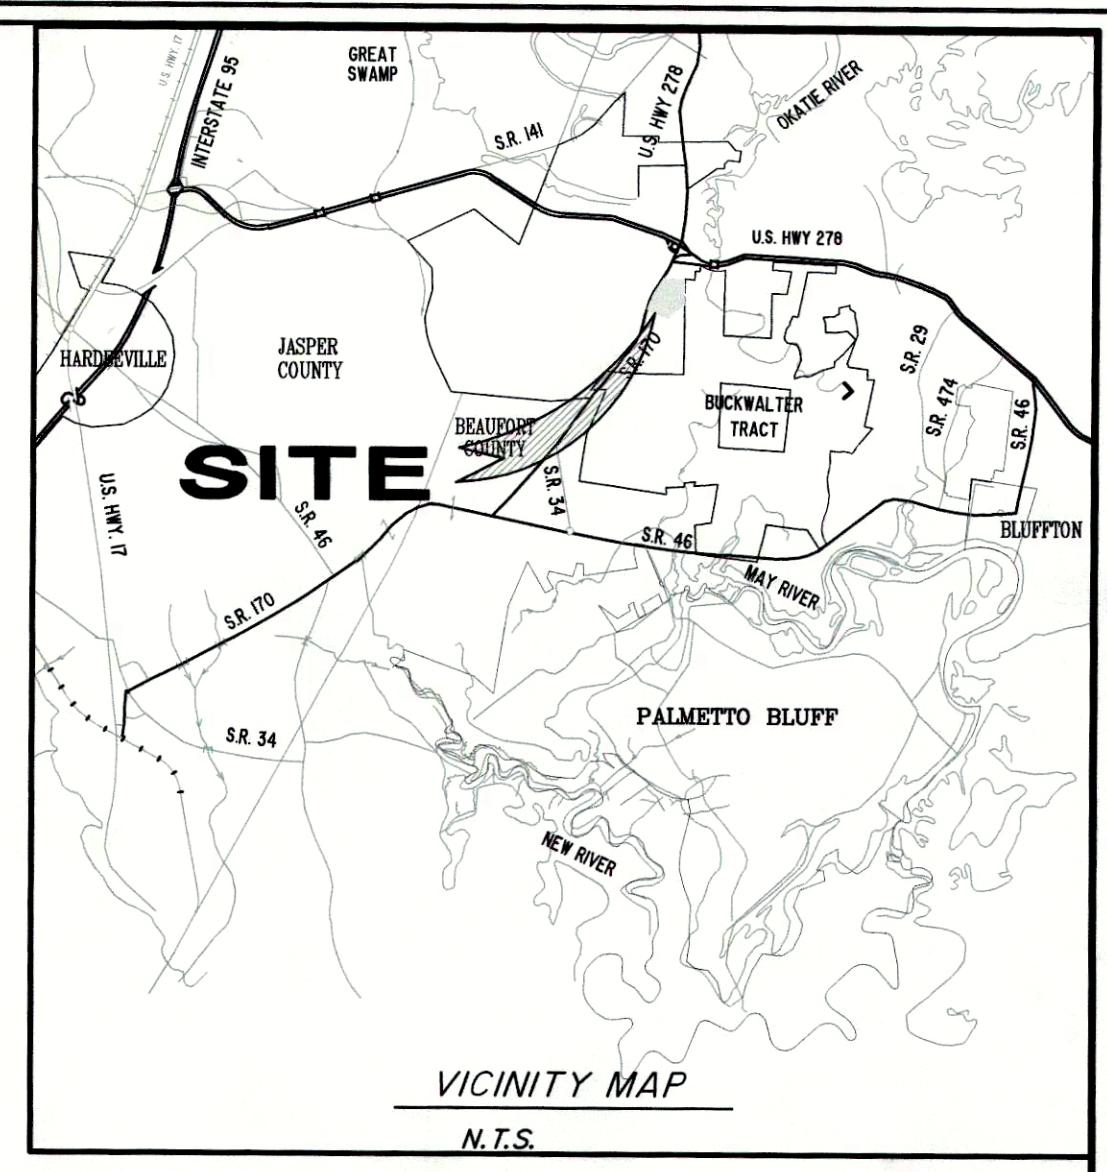 U.S. HWY. 17
INTERSTATE 95
GREAT
SWAMP
S.R. 141
U.S. HWY 278
OKATIE RIVER
U.S. HWY 278
HARDEEVILLE
JASPER
COUNTY
S.R. 170
S.R. 29
BUCKWALTER
TRACT
S.R. 474
S.R. 46
BEAUFORT
COUNTY
SITE
U.S. HWY. 17
S.R. 46
S.R. 34
S.R. 46
BLUFFTON
MAY RIVER
S.R. 170
PALMETTO BLUFF
S.R. 34
NEW RIVER
VICINITY MAP
N.T.S.